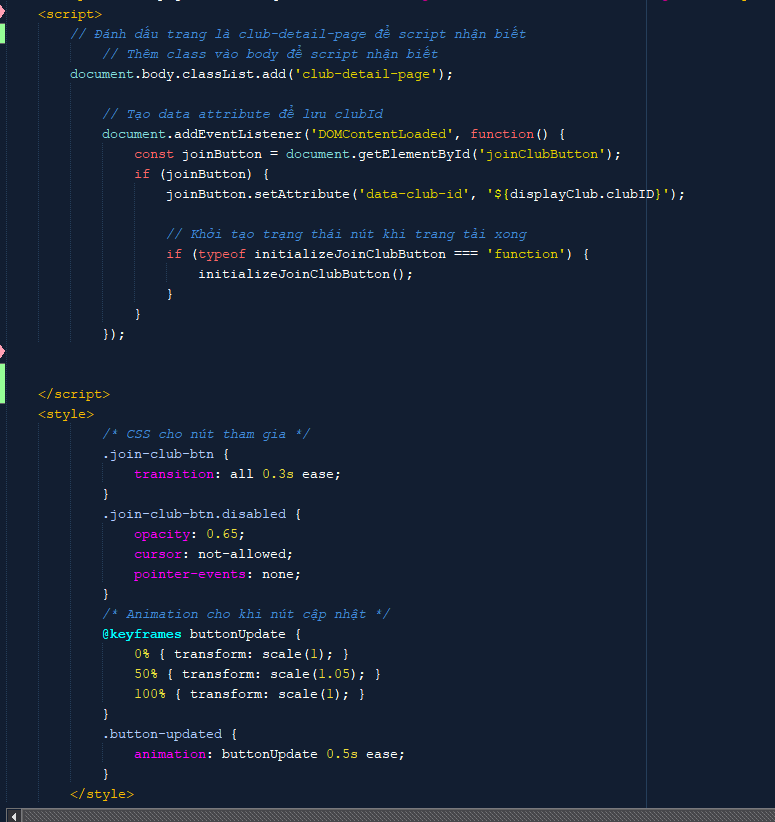 <script>
// Đánh dấu trang là club-detail-page để script nhận biết
// Thêm class vào body để script nhận biết
document.body.classList.add('club-detail-page');
// Tạo data attribute để lưu clubId
document.addEventListener('DOMContentLoaded', function() {
const joinButton = document.getElementById('joinClubButton');
if (joinButton) {
joinButton.setAttribute('data-club-id', '${displayClub.clubID}');
// Khởi tạo trạng thái nút khi trang tải xong
if (typeof initializeJoinClubButton === 'function') {
initializeJoinClubButton();
}
}
});
</script>
<style>
/* CSS cho nút tham gia */
.join-club-btn {
transition: all 0.3s ease;
}
.join-club-btn.disabled {
opacity: 0.65;
cursor: not-allowed;
pointer-events: none;
}
/* Animation cho khi nút cập nhật */
@keyframes buttonUpdate {
0% { transform: scale(1); }
50% { transform: scale(1.05); }
100% { transform: scale(1); }
}
.button-updated {
animation: buttonUpdate 0.5s ease;
}
</style>